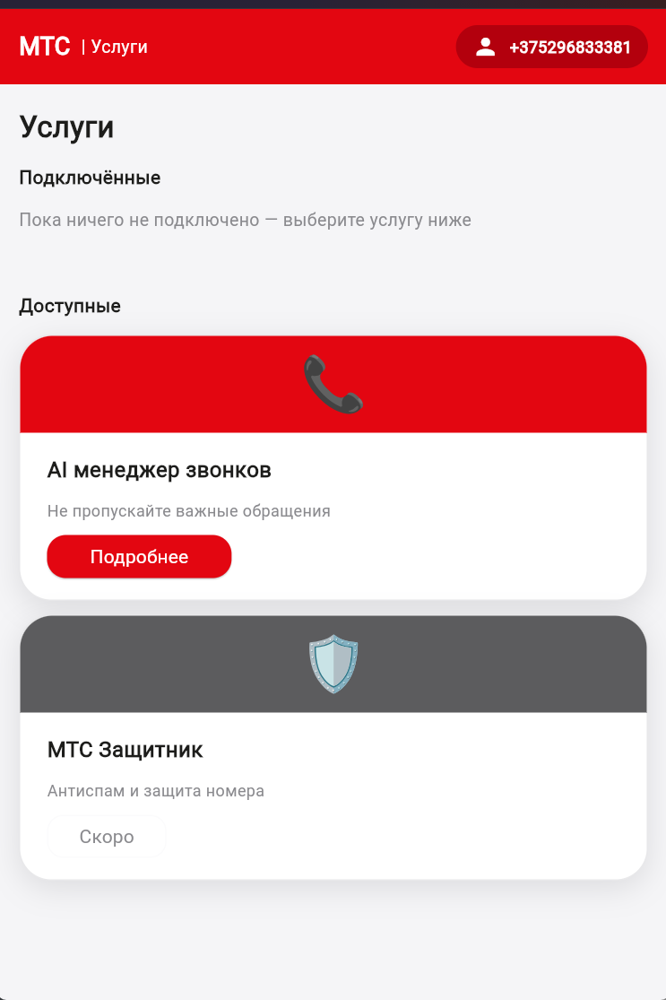 МТС | Услуги
+375296833381
Услуги
Подключённые
Пока ничего не подключено — выберите услугу ниже
Доступные
AI менеджер звонков
Не пропускайте важные обращения
Подробнее
МТС Защитник
Антиспам и защита номера
Скоро